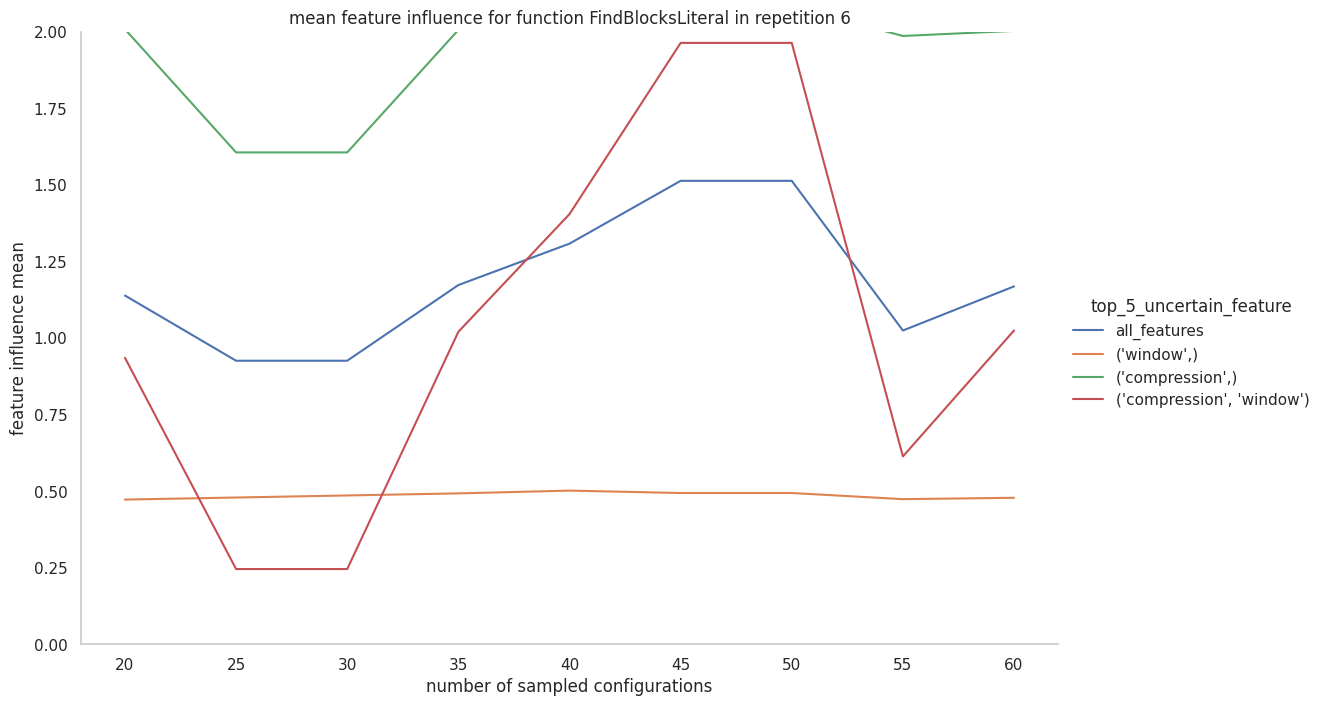 mean feature influence for function FindBlocksLiteral in repetition 6
2.00
1.75
1.50
1.25
1.00
0.75
0.50
0.25
0.00
feature influence mean
20 25 30 35 40 45 50 55 60
number of sampled configurations
top_5_uncertain_feature
all_features
('window',)
('compression',)
('compression', 'window')